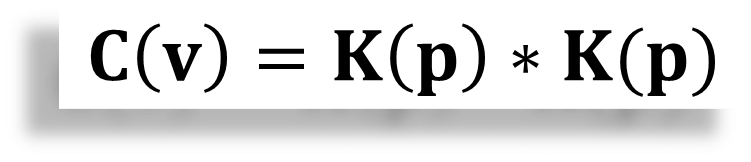 C(v) = K(p) * K(p)